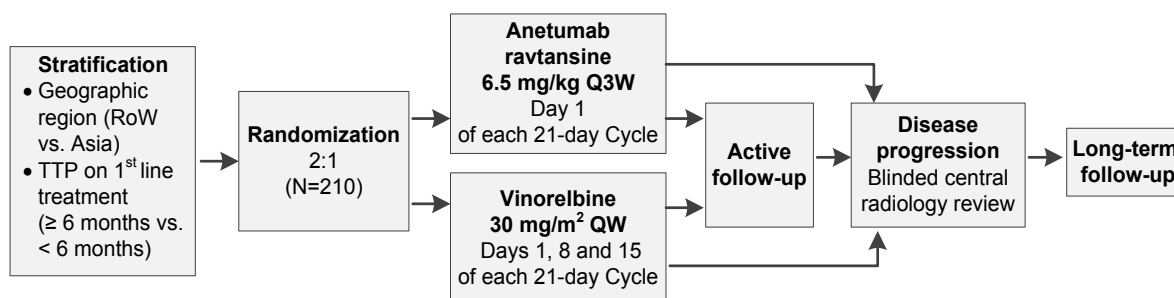 Stratification
• Geographic
region (RoW
vs. Asia)
• TTP on 1st line
treatment
(≥ 6 months vs.
< 6 months)
Randomization
2:1
(N=210)
Anetumab
ravtansine
6.5 mg/kg Q3W
Day 1
of each 21-day Cycle
Vinorelbine
30 mg/m² QW
Days 1, 8 and 15
of each 21-day Cycle
Active
follow-up
Disease
progression
Blinded central
radiology review
Long-term
follow-up